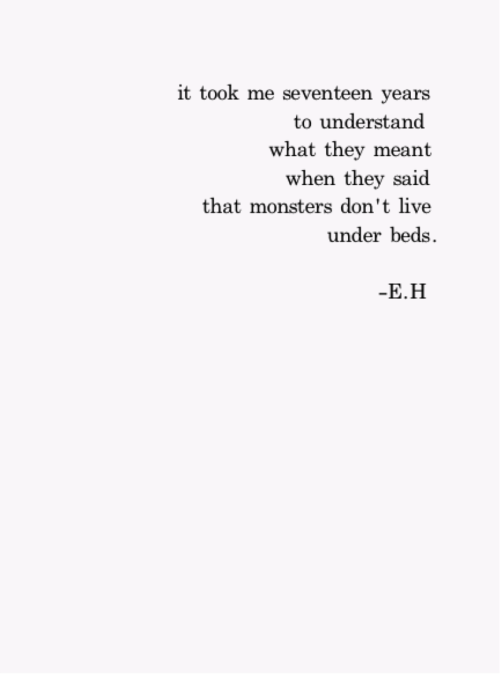 it took me seventeen years
to understand
what they meant
when they said
that monsters don't live
under beds.
-E.H